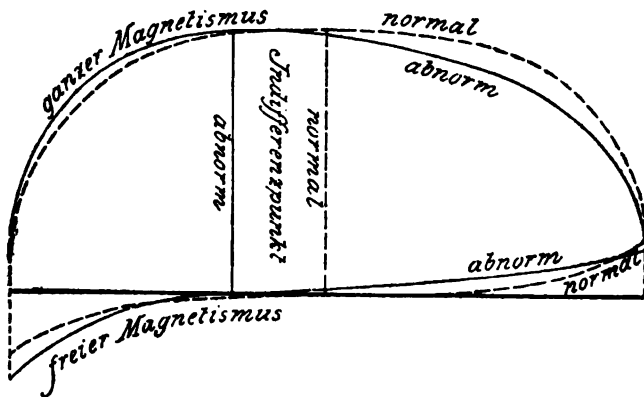 ganzer Magnetismus
normal
abnorm
abnorm
Indifferenzpunkt
normal
abnorm
normal
freier Magnetismus